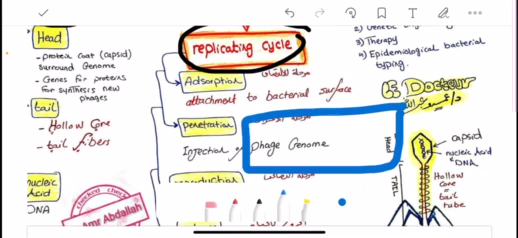 Head
- protein coat (capsid)
surround Genome
- Genes for proteins
for synthesis new
phages
tail
- Hollow Core
- tail fibers
nucleic
Acid
DNA
checked
Amr Abdallah
replicating cycle
Adsorption
attachment to bacterial surface
penetration
Injection of phage Genome
3) Therapy
4) Epidemiological bacterial
typing.
Doctor
Head
TAIL
capsid
nucleic Acid
DNA
Hollow
Core
= tail
tube